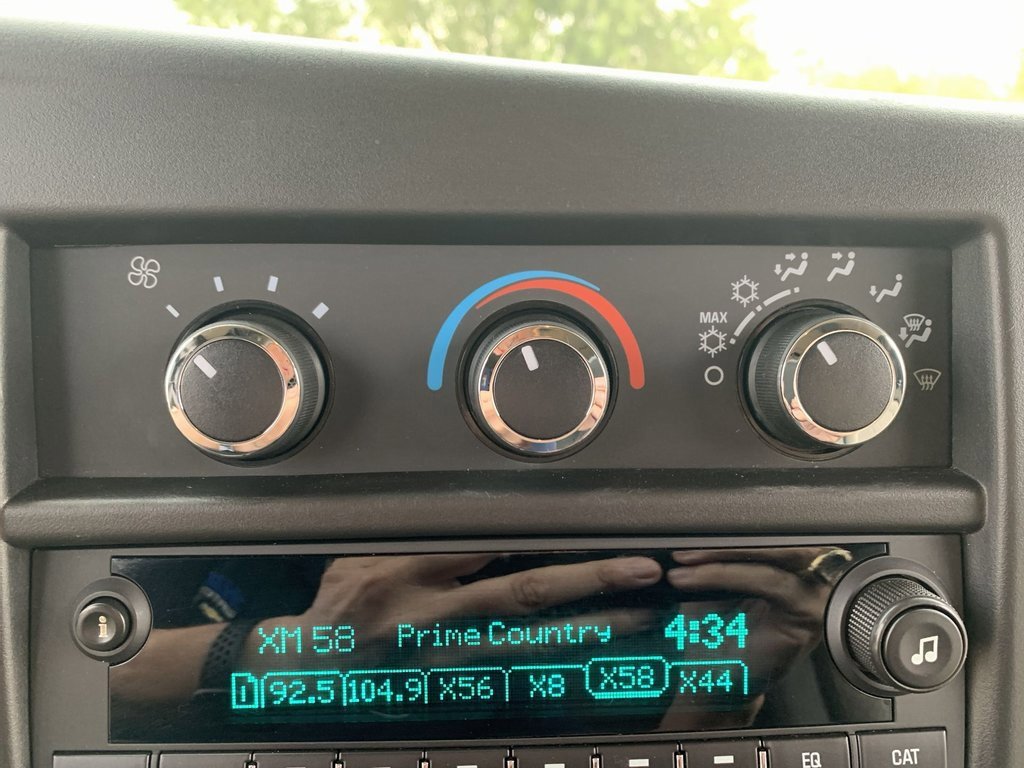 MAX
i
XM 58 Prime Country 4:34
1 92.5 104.9 X56 X8 X58 X44
EQ CAT